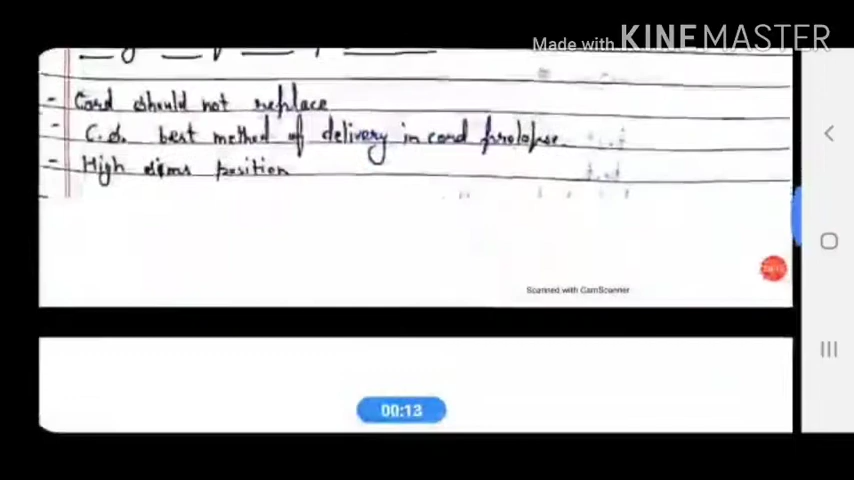 Made with KINEMASTER
- Cord should not replace
- C.S. best method of delivery in cord prolapse.
- High sims position
Scanned with CamScanner
00:13